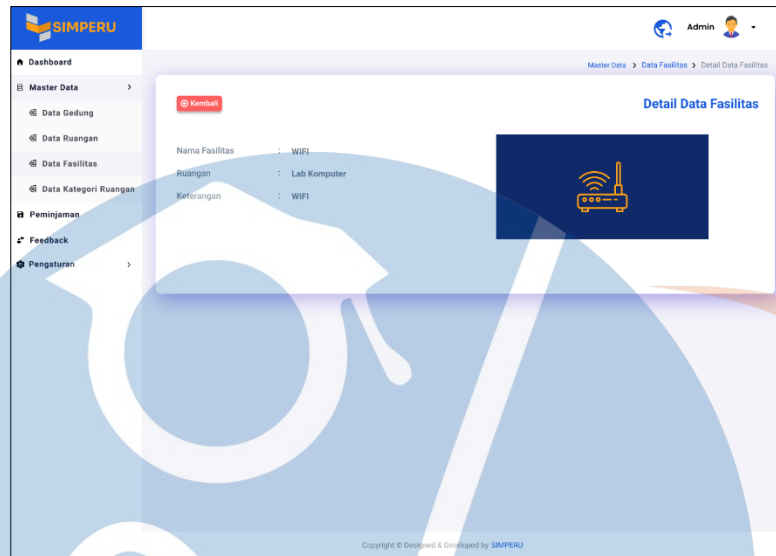 SIMPERU
Admin
Dashboard
Master Data
Data Gedung
Data Ruangan
Data Fasilitas
Data Kategori Ruangan
Peminjaman
Feedback
Pengaturan
Master Data > Data Fasilitas > Detail Data Fasilitas
Kembali
Detail Data Fasilitas
Nama Fasilitas : WIFI
Ruangan : Lab Komputer
Keterangan : WIFI
Copyright © Designed & Developed by SIMPERU